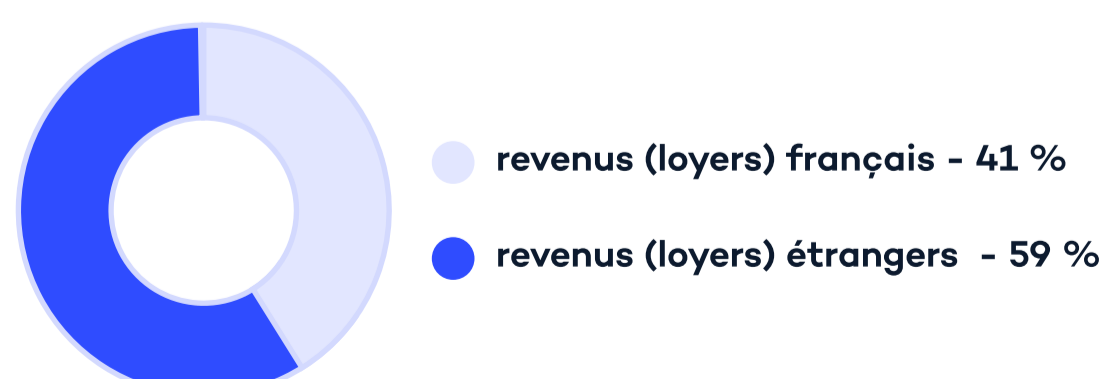 revenus (loyers) français - 41 %
revenus (loyers) étrangers - 59 %